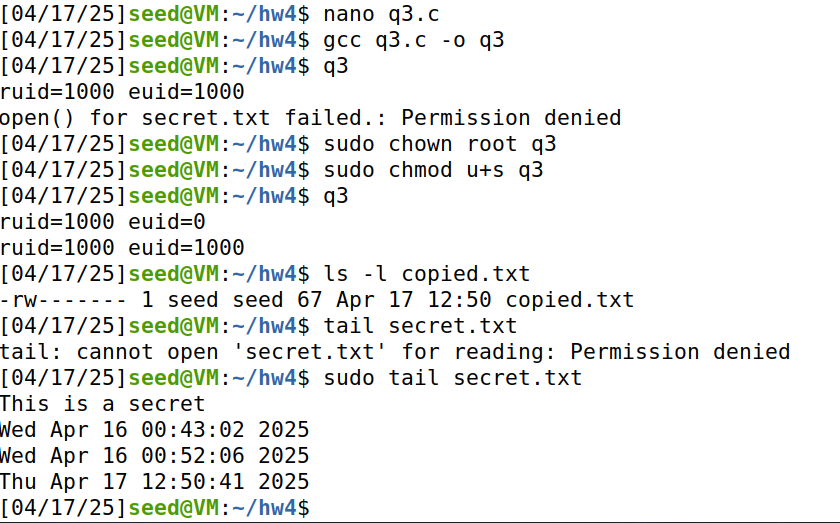 [04/17/25]seed@VM:~/hw4$ nano q3.c
[04/17/25]seed@VM:~/hw4$ gcc q3.c -o q3
[04/17/25]seed@VM:~/hw4$ q3
ruid=1000 euid=1000
open() for secret.txt failed.: Permission denied
[04/17/25]seed@VM:~/hw4$ sudo chown root q3
[04/17/25]seed@VM:~/hw4$ sudo chmod u+s q3
[04/17/25]seed@VM:~/hw4$ q3
ruid=1000 euid=0
ruid=1000 euid=1000
[04/17/25]seed@VM:~/hw4$ ls -l copied.txt
-rw------- 1 seed seed 67 Apr 17 12:50 copied.txt
[04/17/25]seed@VM:~/hw4$ tail secret.txt
tail: cannot open 'secret.txt' for reading: Permission denied
[04/17/25]seed@VM:~/hw4$ sudo tail secret.txt
This is a secret
Wed Apr 16 00:43:02 2025
Wed Apr 16 00:52:06 2025
Thu Apr 17 12:50:41 2025
[04/17/25]seed@VM:~/hw4$